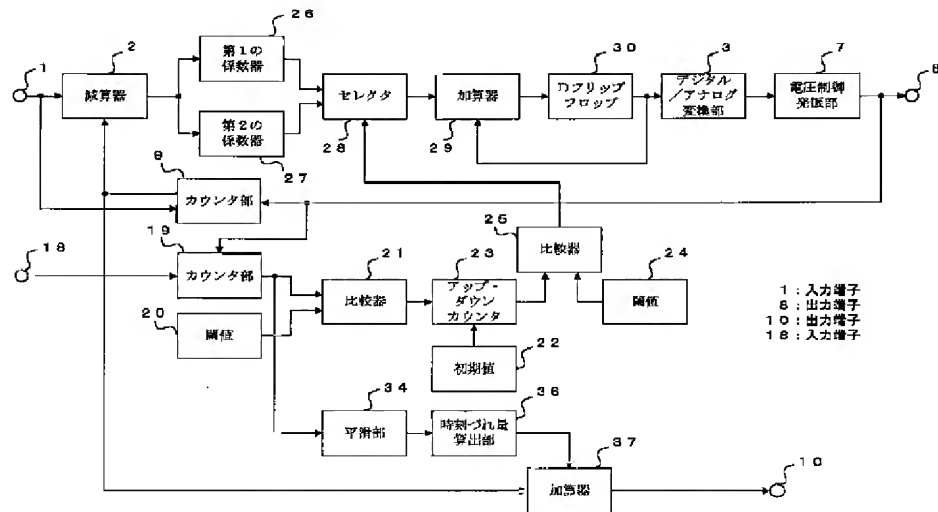 26
第1の
係数器
1
2
減算器
第2の
係数器
27
セレクタ
28
加算器
29
30
Dフリップ
フロップ
3
デジタル
/アナログ
変換部
7
電圧制御
発振部
8
9
カウンタ部
19
カウンタ部
18
20
閾値
21
比較器
23
アップ・
ダウン
カウンタ
22
初期値
25
比較器
24
閾値
34
平滑部
36
時刻づれ量
算出部
37
加算器
10
1:入力端子
8:出力端子
10:出力端子
18:入力端子